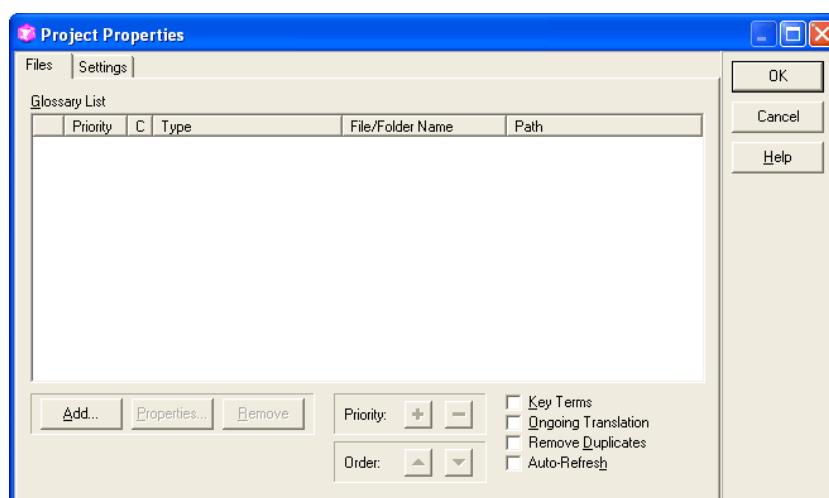 Project Properties
Files Settings
OK
Glossary List
Cancel
Priority C Type File/Folder Name Path
Help
Add... Properties... Remove Priority: Key Terms
Ongoing Translation
Remove Duplicates
Order: Auto-Refresh